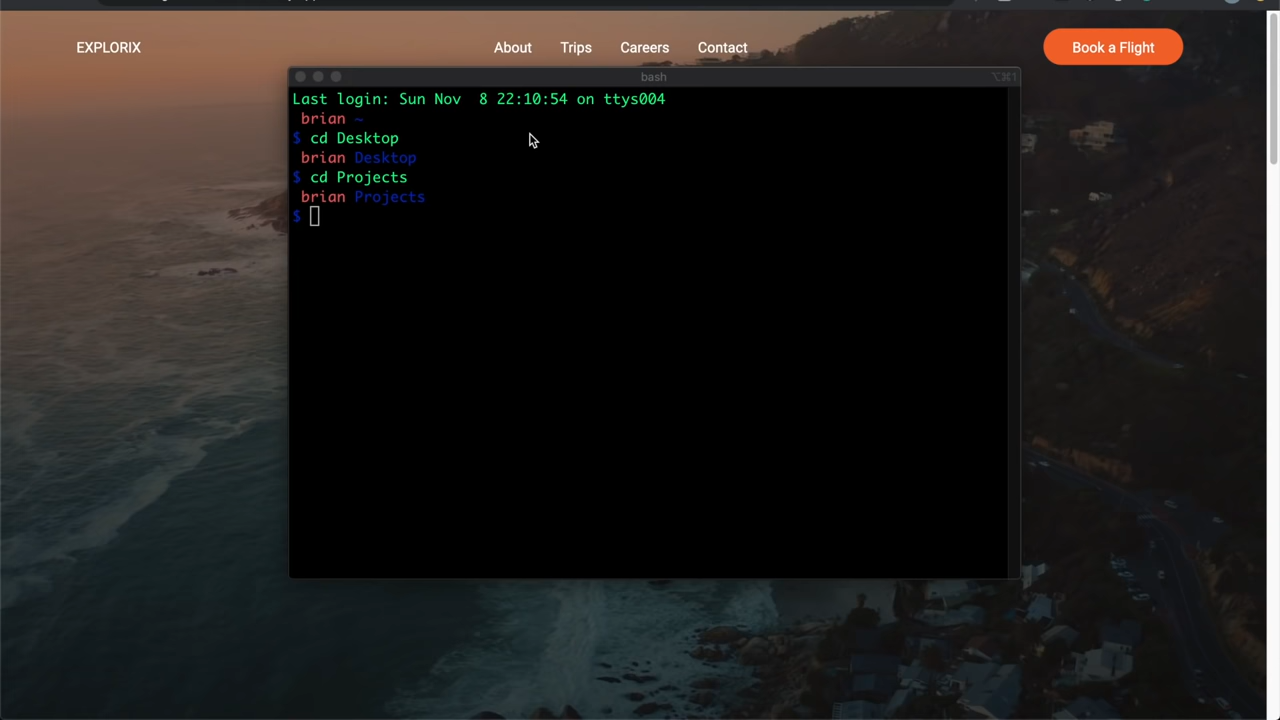 EXPLORIX
About Trips Careers Contact
Book a Flight
bash
⌥⌘1
Last login: Sun Nov  8 22:10:54 on ttys004
brian ~
$ cd Desktop
brian Desktop
$ cd Projects
brian Projects
$